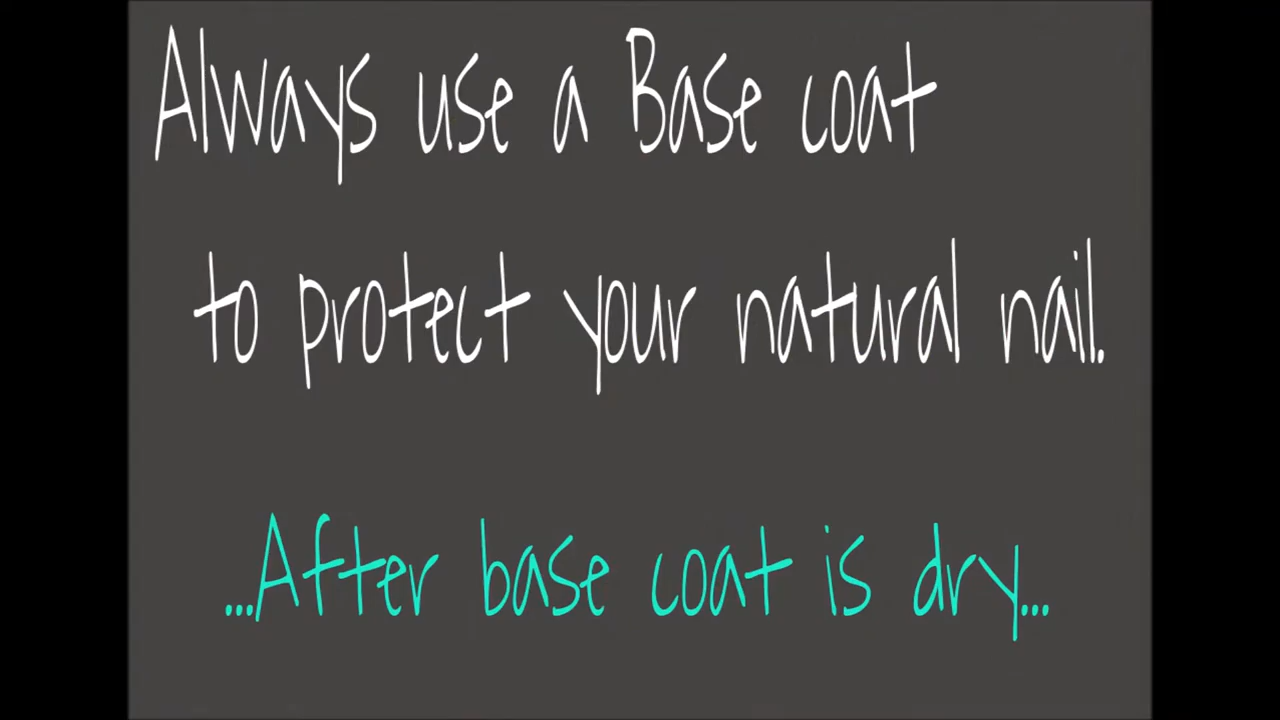 Always use a Base coat
to protect your natural nail.
...After base coat is dry...